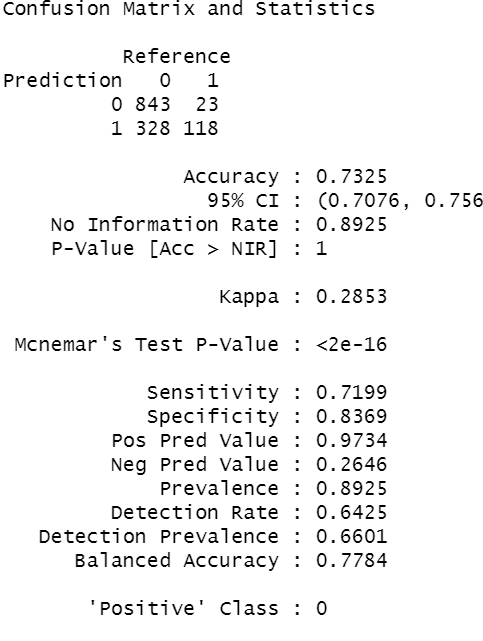 Confusion Matrix and Statistics
Reference
Prediction 0 1
0 843 23
1 328 118
Accuracy : 0.7325
95% CI : (0.7076, 0.756
No Information Rate : 0.8925
P-Value [Acc > NIR] : 1
Kappa : 0.2853
Mcnemar's Test P-Value : <2e-16
Sensitivity : 0.7199
Specificity : 0.8369
Pos Pred Value : 0.9734
Neg Pred Value : 0.2646
Prevalence : 0.8925
Detection Rate : 0.6425
Detection Prevalence : 0.6601
Balanced Accuracy : 0.7784
'Positive' Class : 0